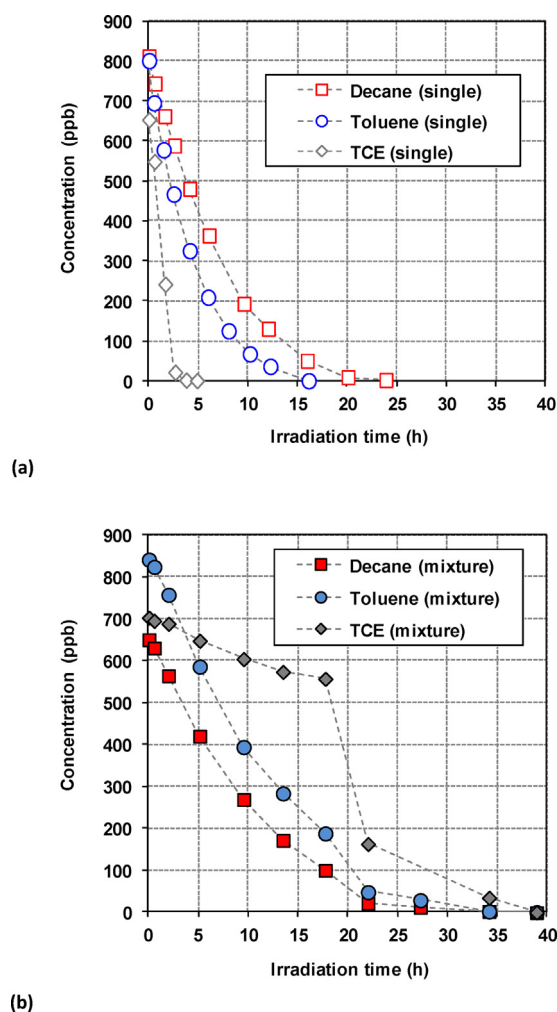 900
800
700
600
500
400
300
200
100
0
Concentration (ppb)
Decane (single)
Toluene (single)
TCE (single)
0 5 10 15 20 25 30 35 40
Irradiation time (h)
(a)
900
800
700
600
500
400
300
200
100
0
Concentration (ppb)
Decane (mixture)
Toluene (mixture)
TCE (mixture)
0 5 10 15 20 25 30 35 40
Irradiation time (h)
(b)